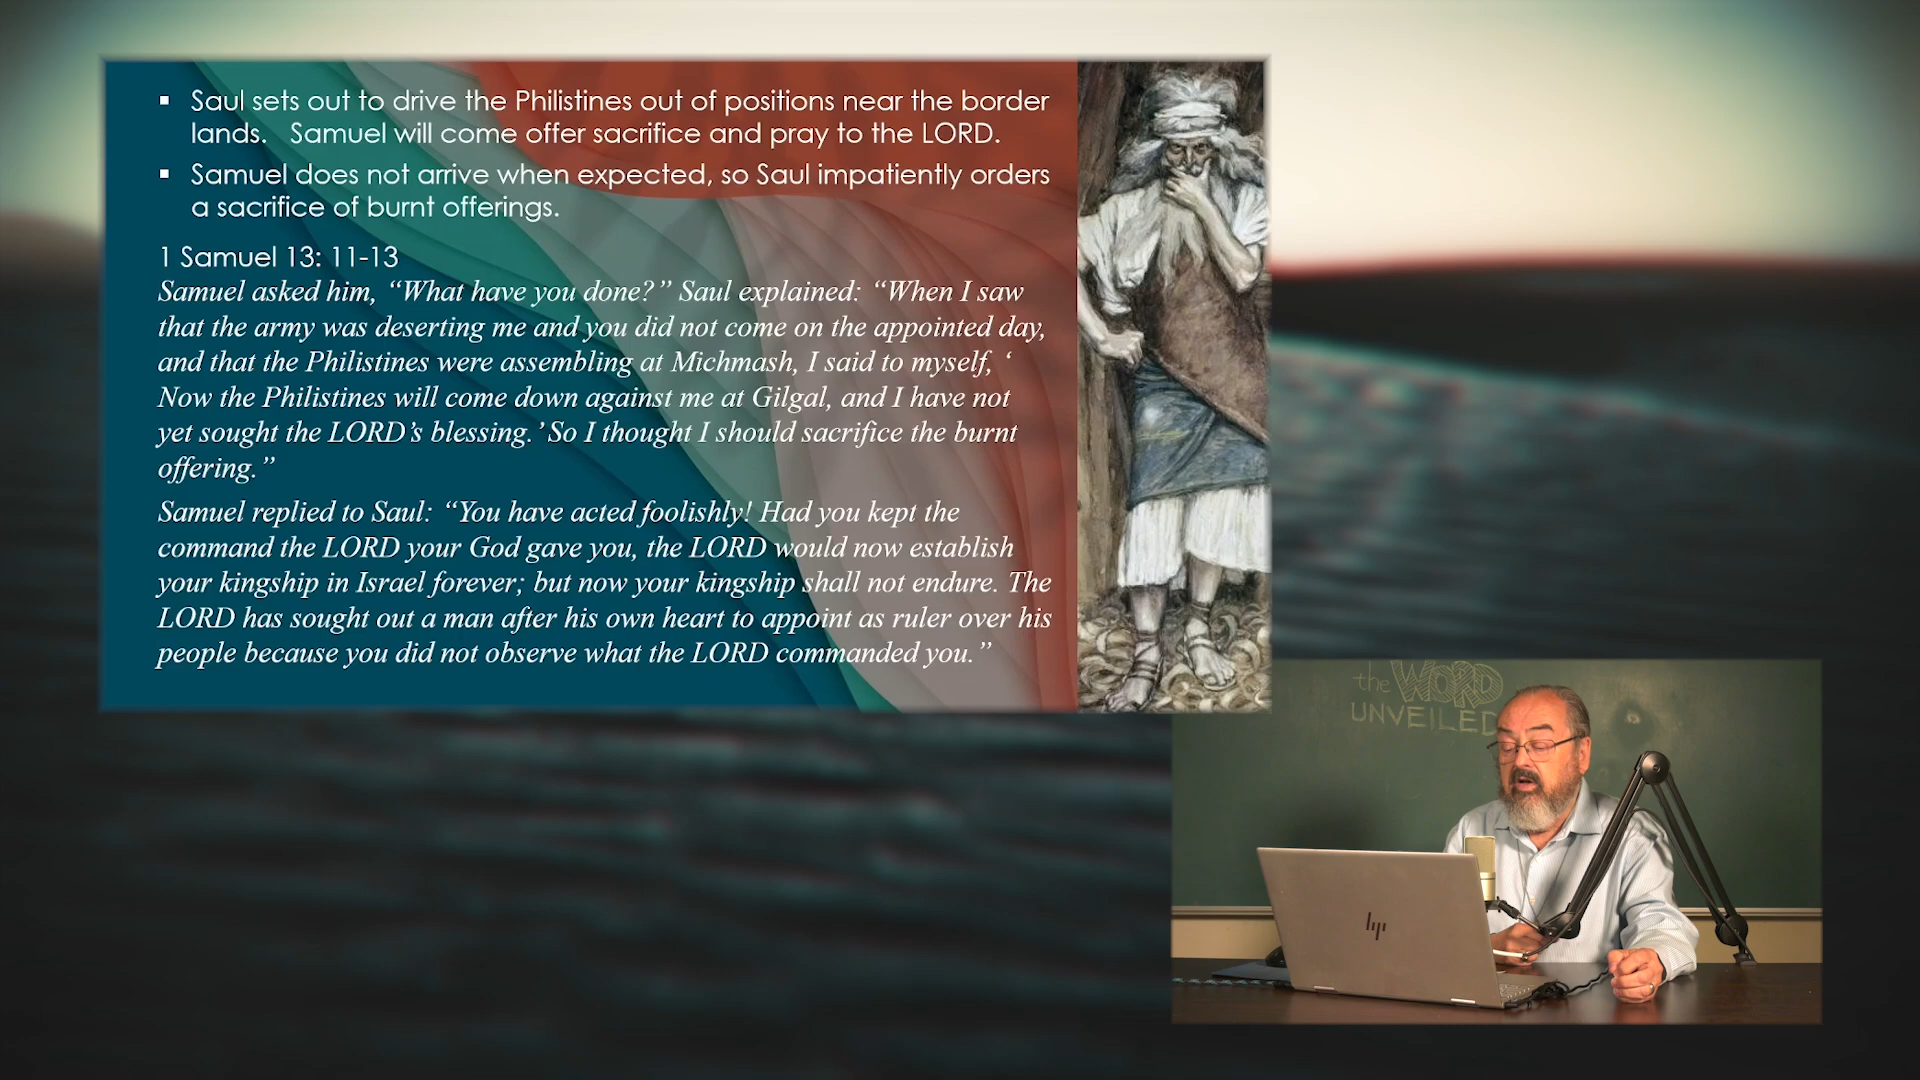 ▪ Saul sets out to drive the Philistines out of positions near the border
lands. Samuel will come offer sacrifice and pray to the LORD.
▪ Samuel does not arrive when expected, so Saul impatiently orders
a sacrifice of burnt offerings.
1 Samuel 13: 11-13
Samuel asked him, “What have you done?” Saul explained: “When I saw
that the army was deserting me and you did not come on the appointed day,
and that the Philistines were assembling at Michmash, I said to myself, ‘
Now the Philistines will come down against me at Gilgal, and I have not
yet sought the LORD’s blessing.’ So I thought I should sacrifice the burnt
offering.”
Samuel replied to Saul: “You have acted foolishly! Had you kept the
command the LORD your God gave you, the LORD would now establish
your kingship in Israel forever; but now your kingship shall not endure. The
LORD has sought out a man after his own heart to appoint as ruler over his
people because you did not observe what the LORD commanded you.”
the WORD
UNVEILED
hp